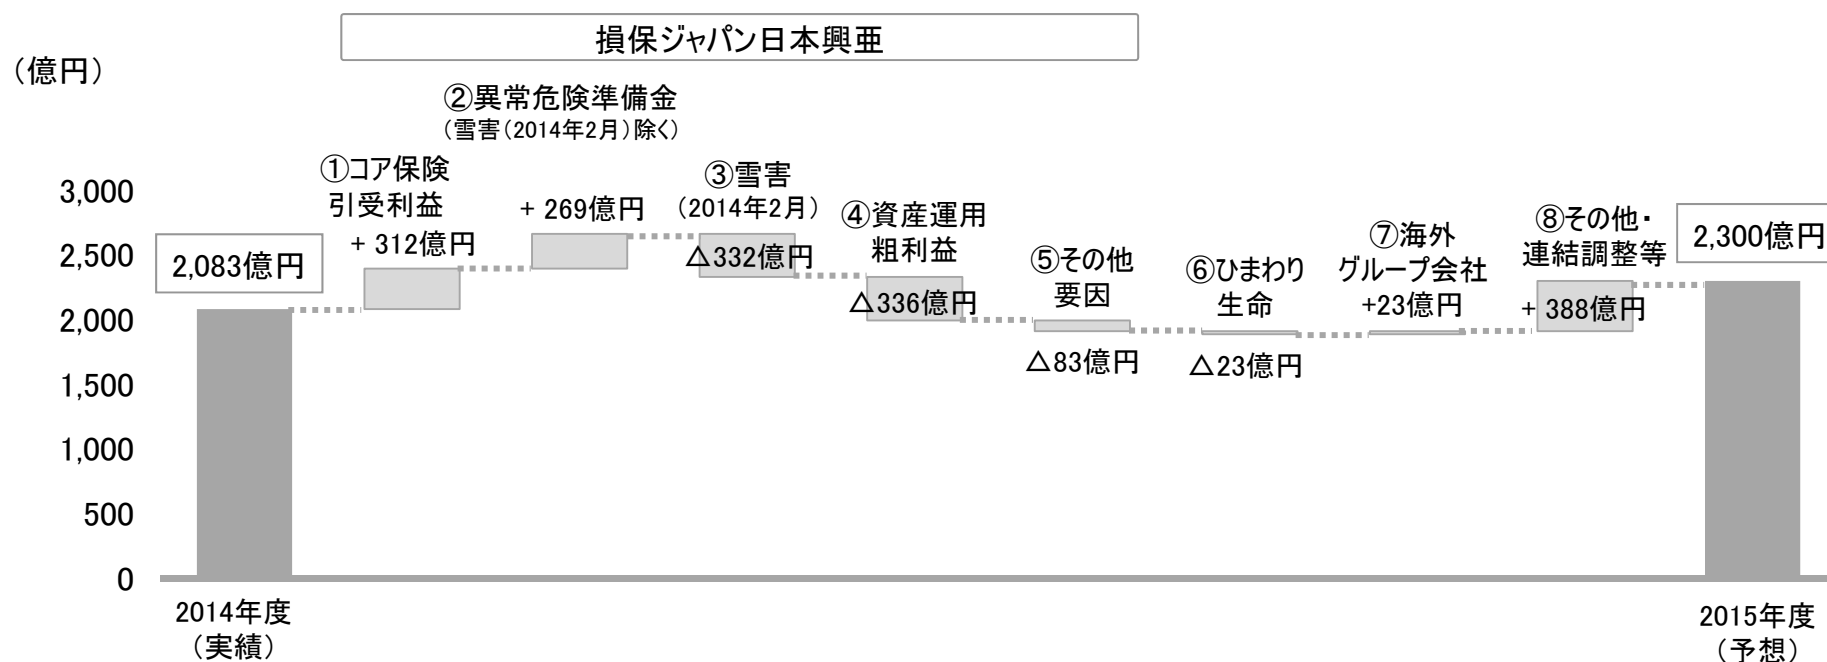 損保ジャパン日本興亜
（億円）
②異常危険準備金
（雪害（2014年2月）除く）
+ 269億円
①コア保険
引受利益
+ 312億円
③雪害
（2014年2月）
△332億円
④資産運用
粗利益
△336億円
⑤その他
要因
△83億円
⑥ひまわり
生命
△23億円
⑦海外
グループ会社
+23億円
⑧その他・
連結調整等
+ 388億円
2,083億円
2,300億円
3,000
2,500
2,000
1,500
1,000
500
0
2014年度
（実績）
2015年度
（予想）